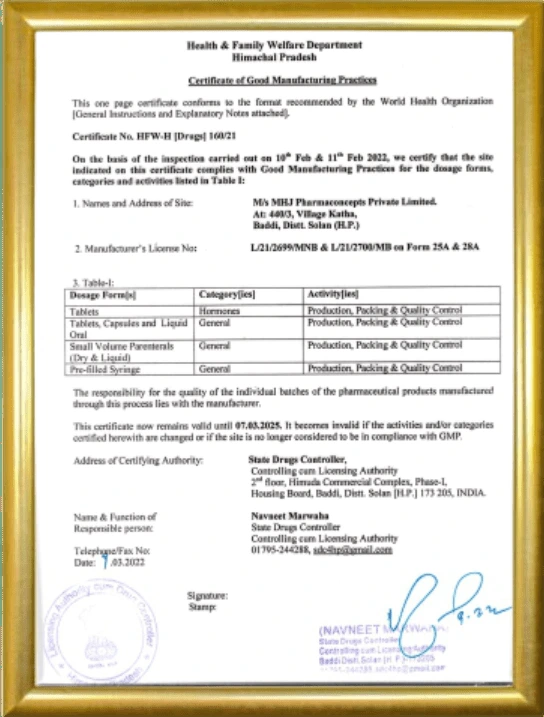 Health & Family Welfare Department
Himachal Pradesh
Certificate of Good Manufacturing Practices
This one page certificate conforms to the format recommended by the World Health Organization
[General Instructions and Explanatory Notes attached].
Certificate No. HFW-H [Drugs] 160/21
On the basis of the inspection carried out on 10th Feb & 11th Feb 2022, we certify that the site
indicated on this certificate complies with Good Manufacturing Practices for the dosage forms,
categories and activities listed in Table I:
1. Names and Address of Site: M/s MHJ Pharmaconcepts Private Limited.
At: 440/3, Village Katha,
Baddi, Distt. Solan (H.P.)
2. Manufacturer's License No: L/21/2699/MNB & L/21/2700/MB on Form 25A & 28A
3. Table-I:
Dosage Form[s] Category[ies] Activity[ies]
Tablets Hormones Production, Packing & Quality Control
Tablets, Capsules and Liquid General Production, Packing & Quality Control
Oral
Small Volume Parenterals General Production, Packing & Quality Control
(Dry & Liquid)
Pre-filled Syringe General Production, Packing & Quality Control
The responsibility for the quality of the individual batches of the pharmaceutical products manufactured
through this process lies with the manufacturer.
This certificate now remains valid until 07.03.2025. It becomes invalid if the activities and/or categories
certified herewith are changed or if the site is no longer considered to be in compliance with GMP.
Address of Certifying Authority: State Drugs Controller,
Controlling cum Licensing Authority
2nd floor, Himuda Commercial Complex, Phase-I,
Housing Board, Baddi, Distt. Solan [H.P.] 173 205, INDIA.
Name & Function of Navneet Marwaha
Responsible person: State Drugs Controller
Controlling cum Licensing Authority
Telephone/Fax No: 01795-244288, sdc4hp@gmail.com
Date: 9.03.2022
Signature:
Stamp:
Licensing Authority cum Drug Controller
(NAVNEET MARWAHA)
State Drugs Controller
Controlling cum Licensing Authority
Baddi Distt. Solan (H.P.)